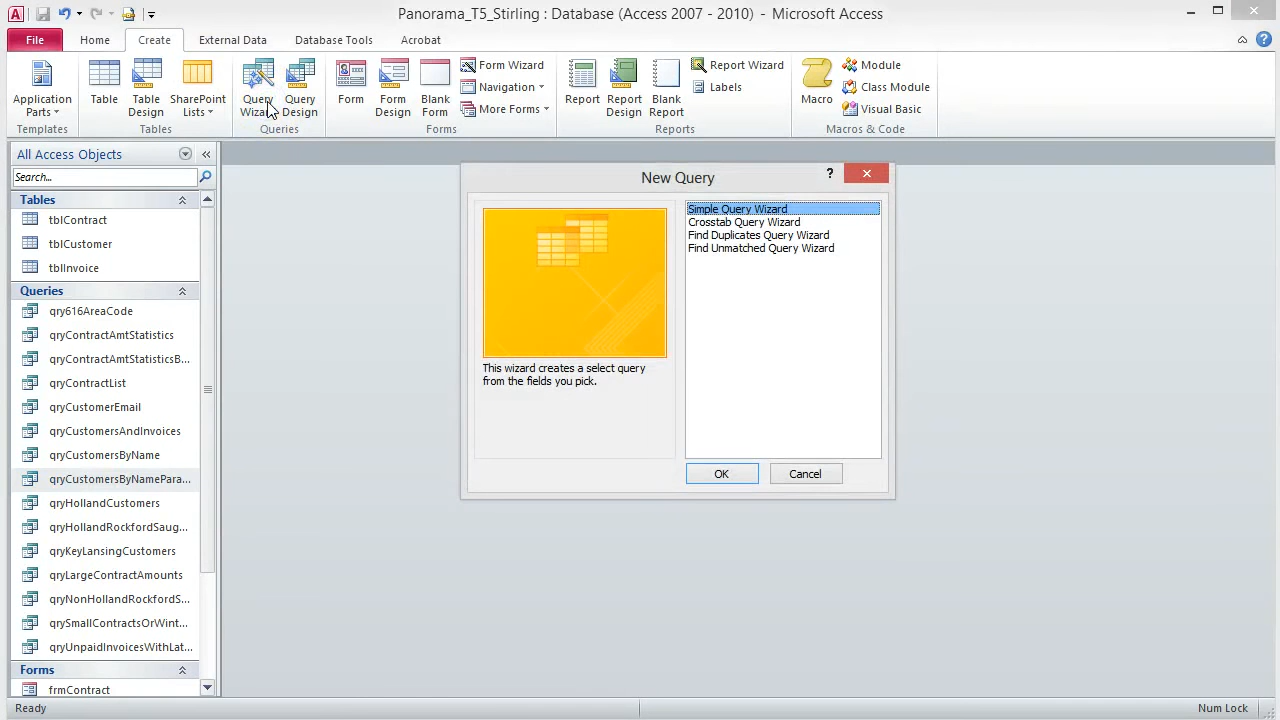 Panorama_T5_Stirling : Database (Access 2007 - 2010) - Microsoft Access
File Home Create External Data Database Tools Acrobat
Application Parts
Templates
Table
Table Design
SharePoint Lists
Tables
Query Wizard
Query Design
Queries
Form
Form Design
Blank Form
Form Wizard
Navigation
More Forms
Forms
Report
Report Design
Blank Report
Report Wizard
Labels
Reports
Macro
Module
Class Module
Visual Basic
Macros & Code
All Access Objects
Search...
Tables
tblContract
tblCustomer
tblInvoice
Queries
qry616AreaCode
qryContractAmtStatistics
qryContractAmtStatisticsB...
qryContractList
qryCustomerEmail
qryCustomersAndInvoices
qryCustomersByName
qryCustomersByNamePara...
qryHollandCustomers
qryHollandRockfordSaug...
qryKeyLansingCustomers
qryLargeContractAmounts
qryNonHollandRockfordS...
qrySmallContractsOrWint...
qryUnpaidInvoicesWithLat...
Forms
frmContract
New Query
?
This wizard creates a select query
from the fields you pick.
Simple Query Wizard
Crosstab Query Wizard
Find Duplicates Query Wizard
Find Unmatched Query Wizard
OK Cancel
Ready Num Lock